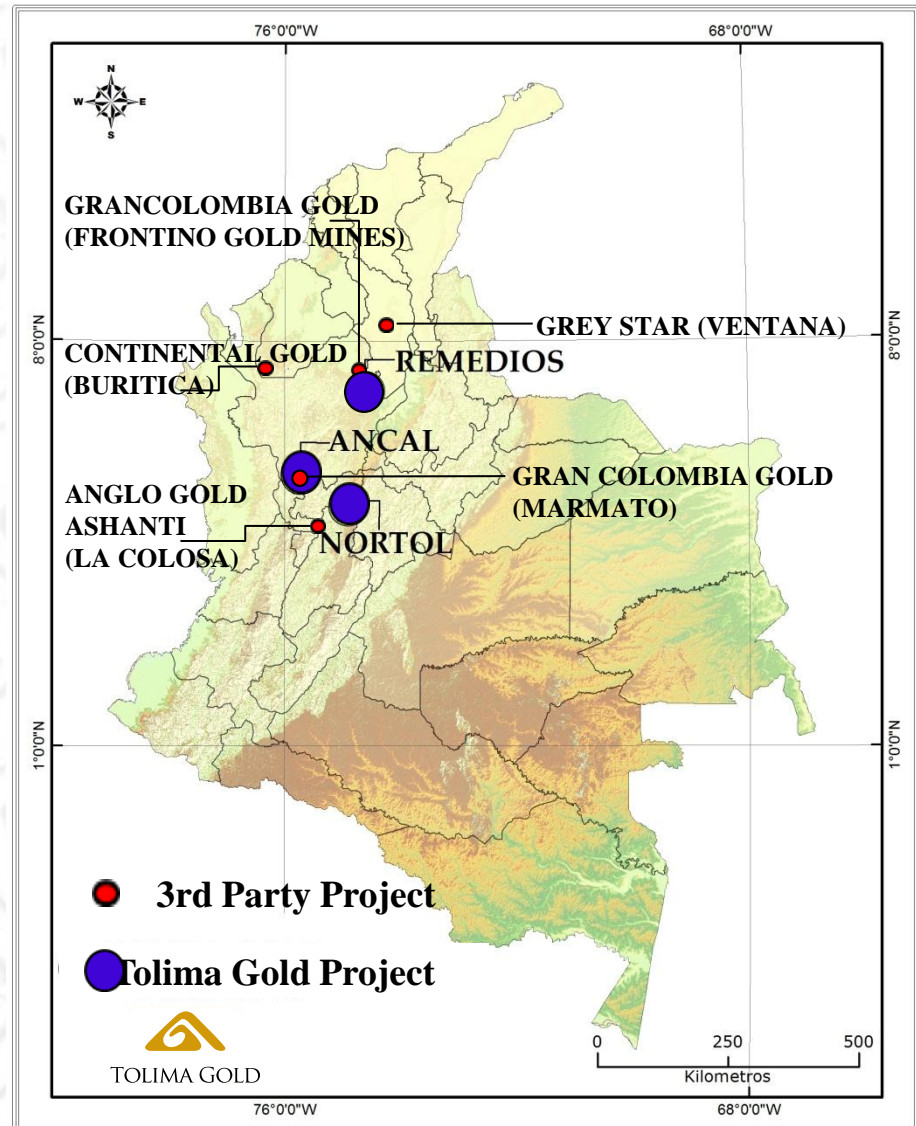 76°0'0"W
68°0'0"W
N
W
E
S
GRANCOLOMBIA GOLD
(FRONTINO GOLD MINES)
8°0'0"N
8°0'0"N
GREY STAR (VENTANA)
CONTINENTAL GOLD
(BURITICA)
REMEDIOS
ANCAL
GRAN COLOMBIA GOLD
(MARMATO)
ANGLO GOLD
ASHANTI
(LA COLOSA)
NORTOL
1°0'0"N
1°0'0"N
3rd Party Project
Tolima Gold Project
TOLIMA GOLD
0 250 500
Kilometros
76°0'0"W
68°0'0"W